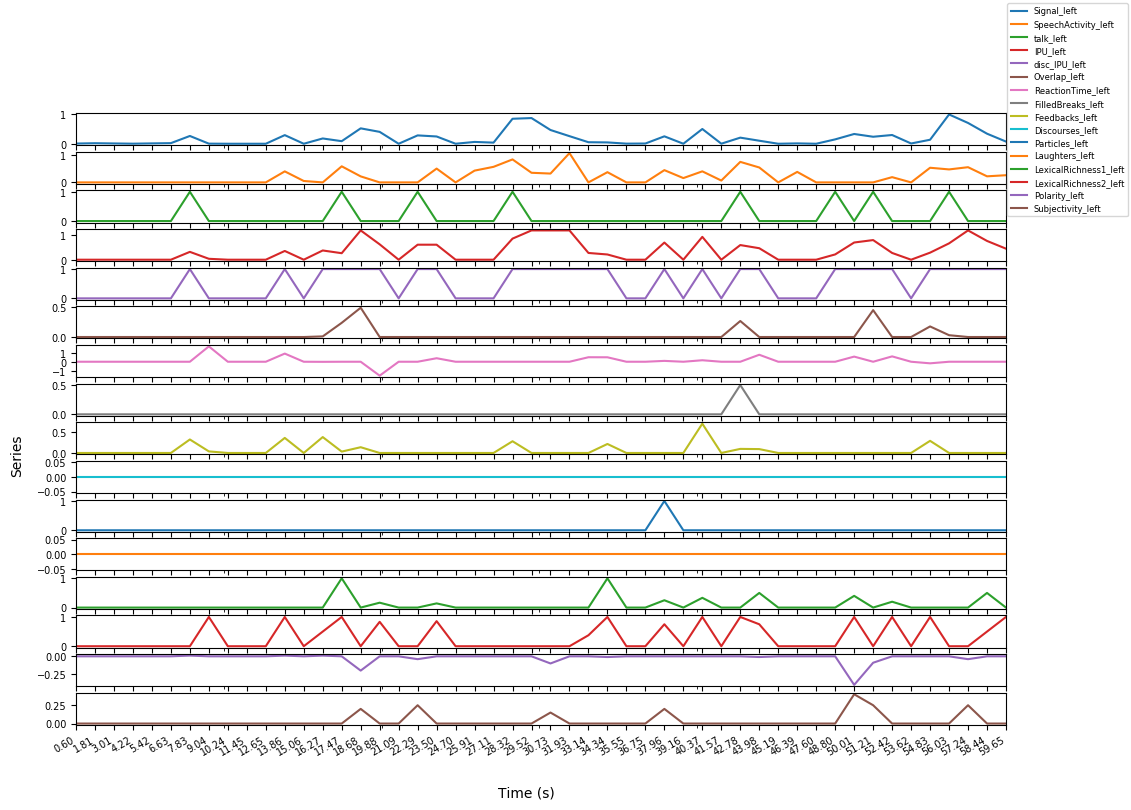 Signal_left
SpeechActivity_left
talk_left
IPU_left
disc_IPU_left
Overlap_left
ReactionTime_left
FilledBreaks_left
Feedbacks_left
Discourses_left
Particles_left
Laughters_left
LexicalRichness1_left
LexicalRichness2_left
Polarity_left
Subjectivity_left
1
0
1
0
1
0
1
0
1
0
0.5
0.0
1
0
−1
0.5
0.0
0.5
0.0
0.05
0.00
−0.05
1
0
0.05
0.00
−0.05
1
0
1
0
0.00
−0.25
0.25
0.00
Series
0.60 1.81 3.01 4.22 5.42 6.63 7.83 9.04 10.24 11.45 12.65 13.86 15.06 16.27 17.47 18.68 19.88 21.09 22.29 23.50 24.70 25.91 27.11 28.32 29.52 30.73 31.93 33.14 34.34 35.55 36.75 37.96 39.16 40.37 41.57 42.78 43.98 45.19 46.39 47.60 48.80 50.01 51.21 52.42 53.62 54.83 56.03 57.24 58.44 59.65
Time (s)